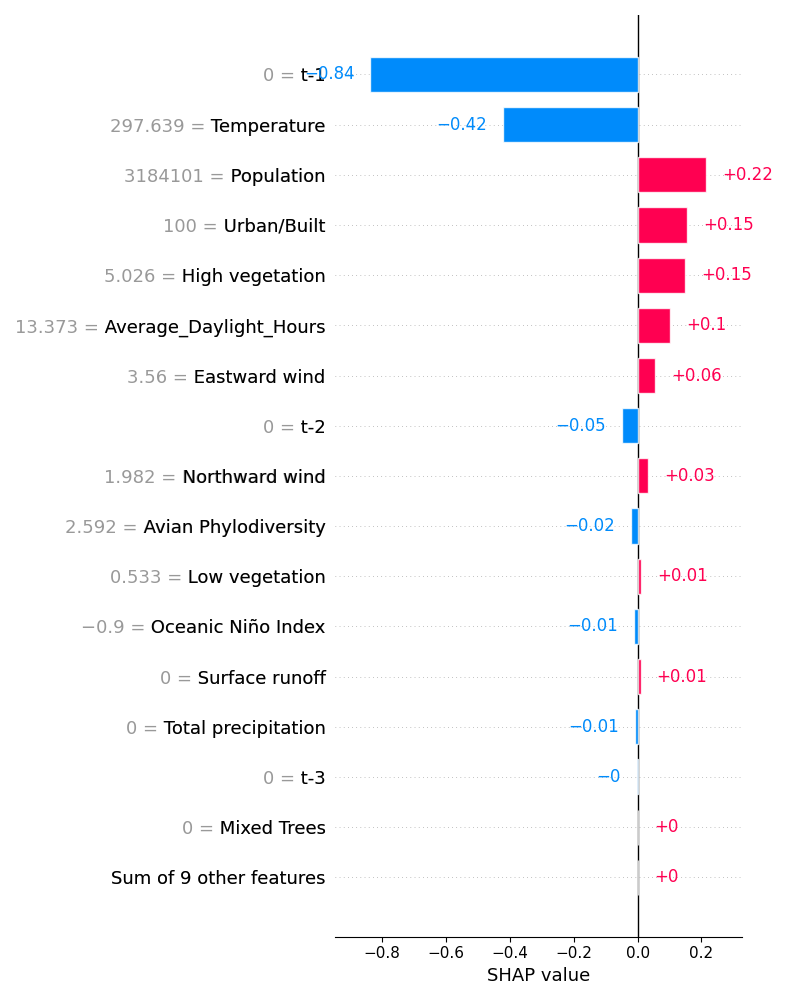 0 = t-1 −0.84
297.639 = Temperature −0.42
3184101 = Population +0.22
100 = Urban/Built +0.15
5.026 = High vegetation +0.15
13.373 = Average_Daylight_Hours +0.1
3.56 = Eastward wind +0.06
0 = t-2 −0.05
1.982 = Northward wind +0.03
2.592 = Avian Phylodiversity −0.02
0.533 = Low vegetation +0.01
−0.9 = Oceanic Niño Index −0.01
0 = Surface runoff +0.01
0 = Total precipitation −0.01
0 = t-3 −0
0 = Mixed Trees +0
Sum of 9 other features +0
−0.8 −0.6 −0.4 −0.2 0.0 0.2
SHAP value